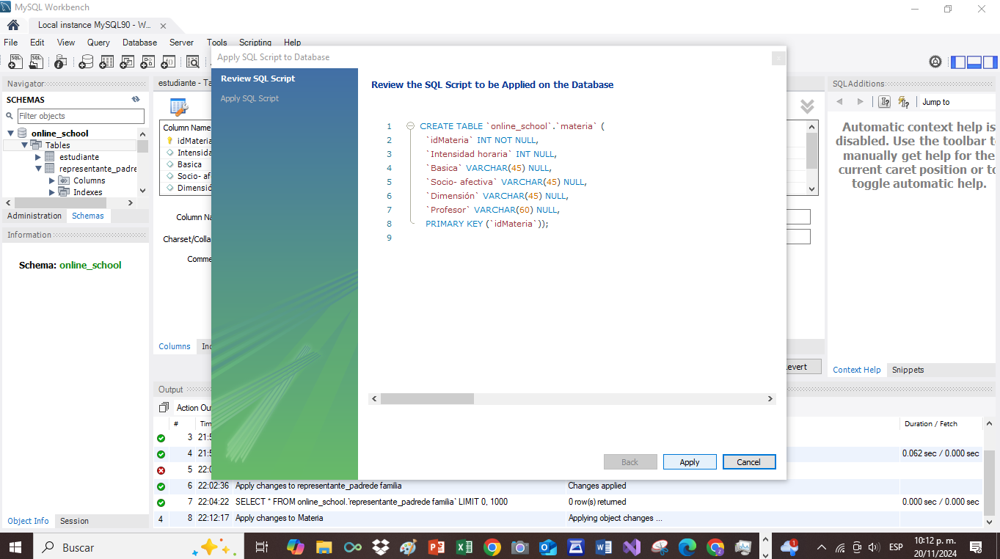 MySQL Workbench
Local instance MySQL90 - W...
File Edit View Query Database Server Tools Scripting Help
Navigator
SCHEMAS
Filter objects
online_school
Tables
estudiante
representante_padre
Columns
Indexes
Administration Schemas
Information
Schema: online_school
Object Info Session
estudiante - Ta
Column Name
idMateria
Intensida
Basica
Socio- af
Dimensió
Column Na
Charset/Colla
Comme
Columns Ind
evert
Apply SQL Script to Database
Review SQL Script
Apply SQL Script
Review the SQL Script to be Applied on the Database
1 CREATE TABLE `online_school`.`materia` (
2 `idMateria` INT NOT NULL,
3 `Intensidad horaria` INT NULL,
4 `Basica` VARCHAR(45) NULL,
5 `Socio- afectiva` VARCHAR(45) NULL,
6 `Dimensión` VARCHAR(45) NULL,
7 `Profesor` VARCHAR(60) NULL,
8 PRIMARY KEY (`idMateria`));
9
Back Apply Cancel
SQLAdditions
Jump to
Automatic context help is
disabled. Use the toolbar t
manually get help for the
current caret position or to
toggle automatic help.
Context Help Snippets
Output
Action Ou
# Tim Duration / Fetch
3 21:5
4 21:5 0.062 sec / 0.000 sec
5 22:0
6 22:02:36 Apply changes to representante_padrede familia Changes applied
7 22:04:22 SELECT * FROM online_school.`representante_padrede familia` LIMIT 0, 1000 0 row(s) returned 0.000 sec / 0.000 sec
4 8 22:12:17 Apply changes to Materia Applying object changes ...
Buscar
1
ESP
10:12 p. m.
20/11/2024